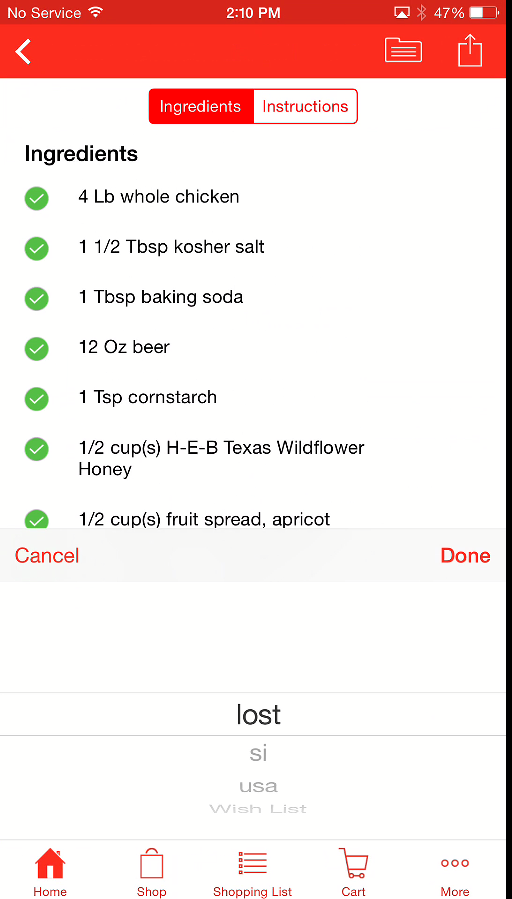 No Service 2:10 PM 47%
Ingredients Instructions
Ingredients
4 Lb whole chicken
1 1/2 Tbsp kosher salt
1 Tbsp baking soda
12 Oz beer
1 Tsp cornstarch
1/2 cup(s) H-E-B Texas Wildflower
Honey
1/2 cup(s) fruit spread, apricot
Cancel Done
lost
si
usa
Wish List
Home Shop Shopping List Cart More